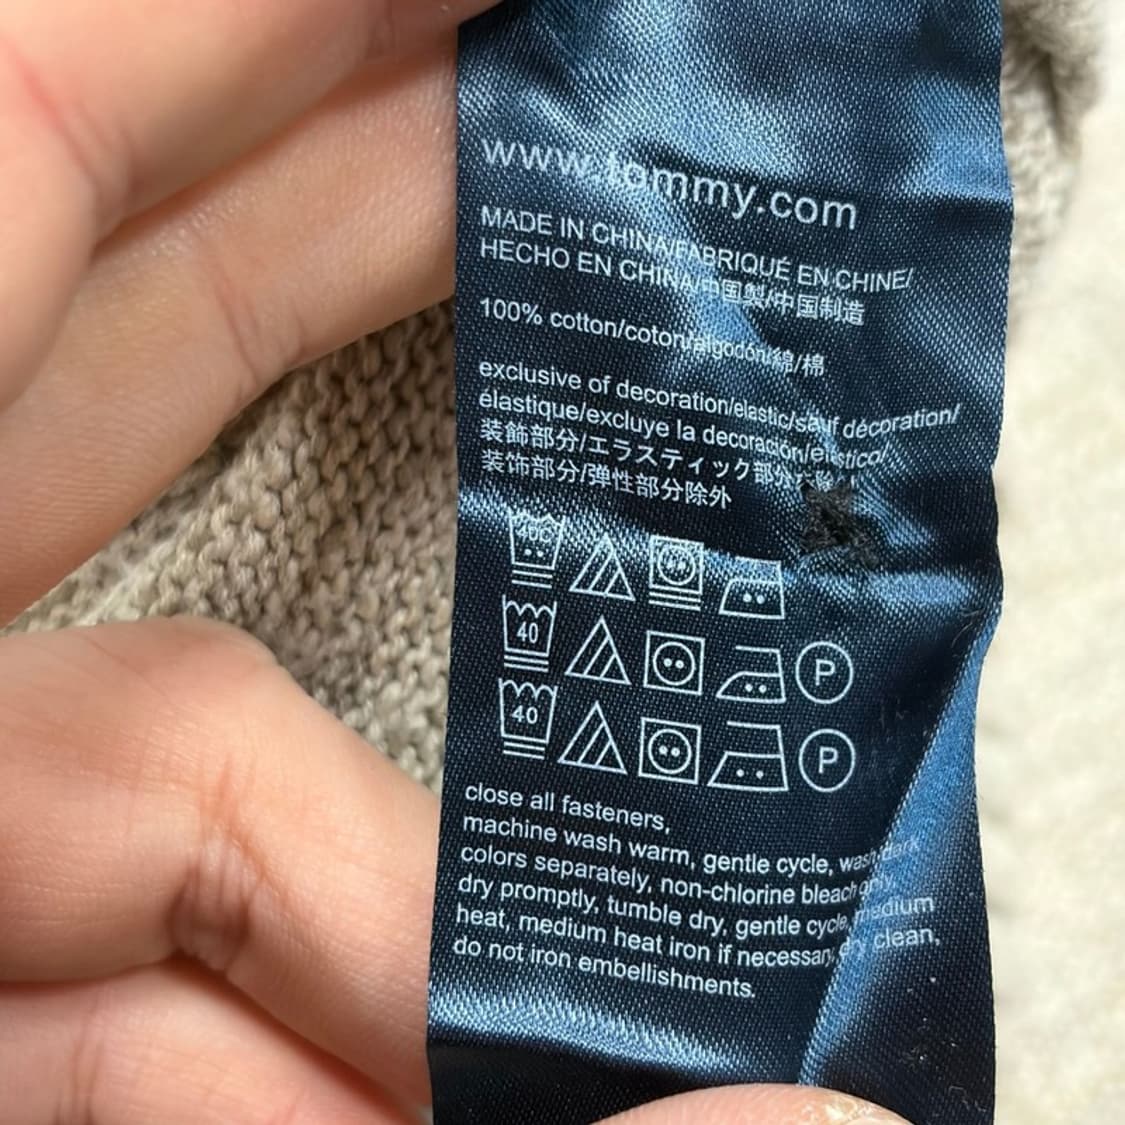 www.tommy.com
MADE IN CHINA/FABRIQUÉ EN CHINE/
HECHO EN CHINA/中国製/中国制造
100% cotton/coton/algodón/綿/棉
exclusive of decoration/elastic/sauf décoration/
élastique/excluye la decoración/elástico/
装飾部分/エラスティック部分
装饰部分/弹性部分除外
40C
40
P
40
P
close all fasteners,
machine wash warm, gentle cycle, wash dark
colors separately, non-chlorine bleach only,
dry promptly, tumble dry, gentle cycle, medium
heat, medium heat iron if necessary, dry clean,
do not iron embellishments.